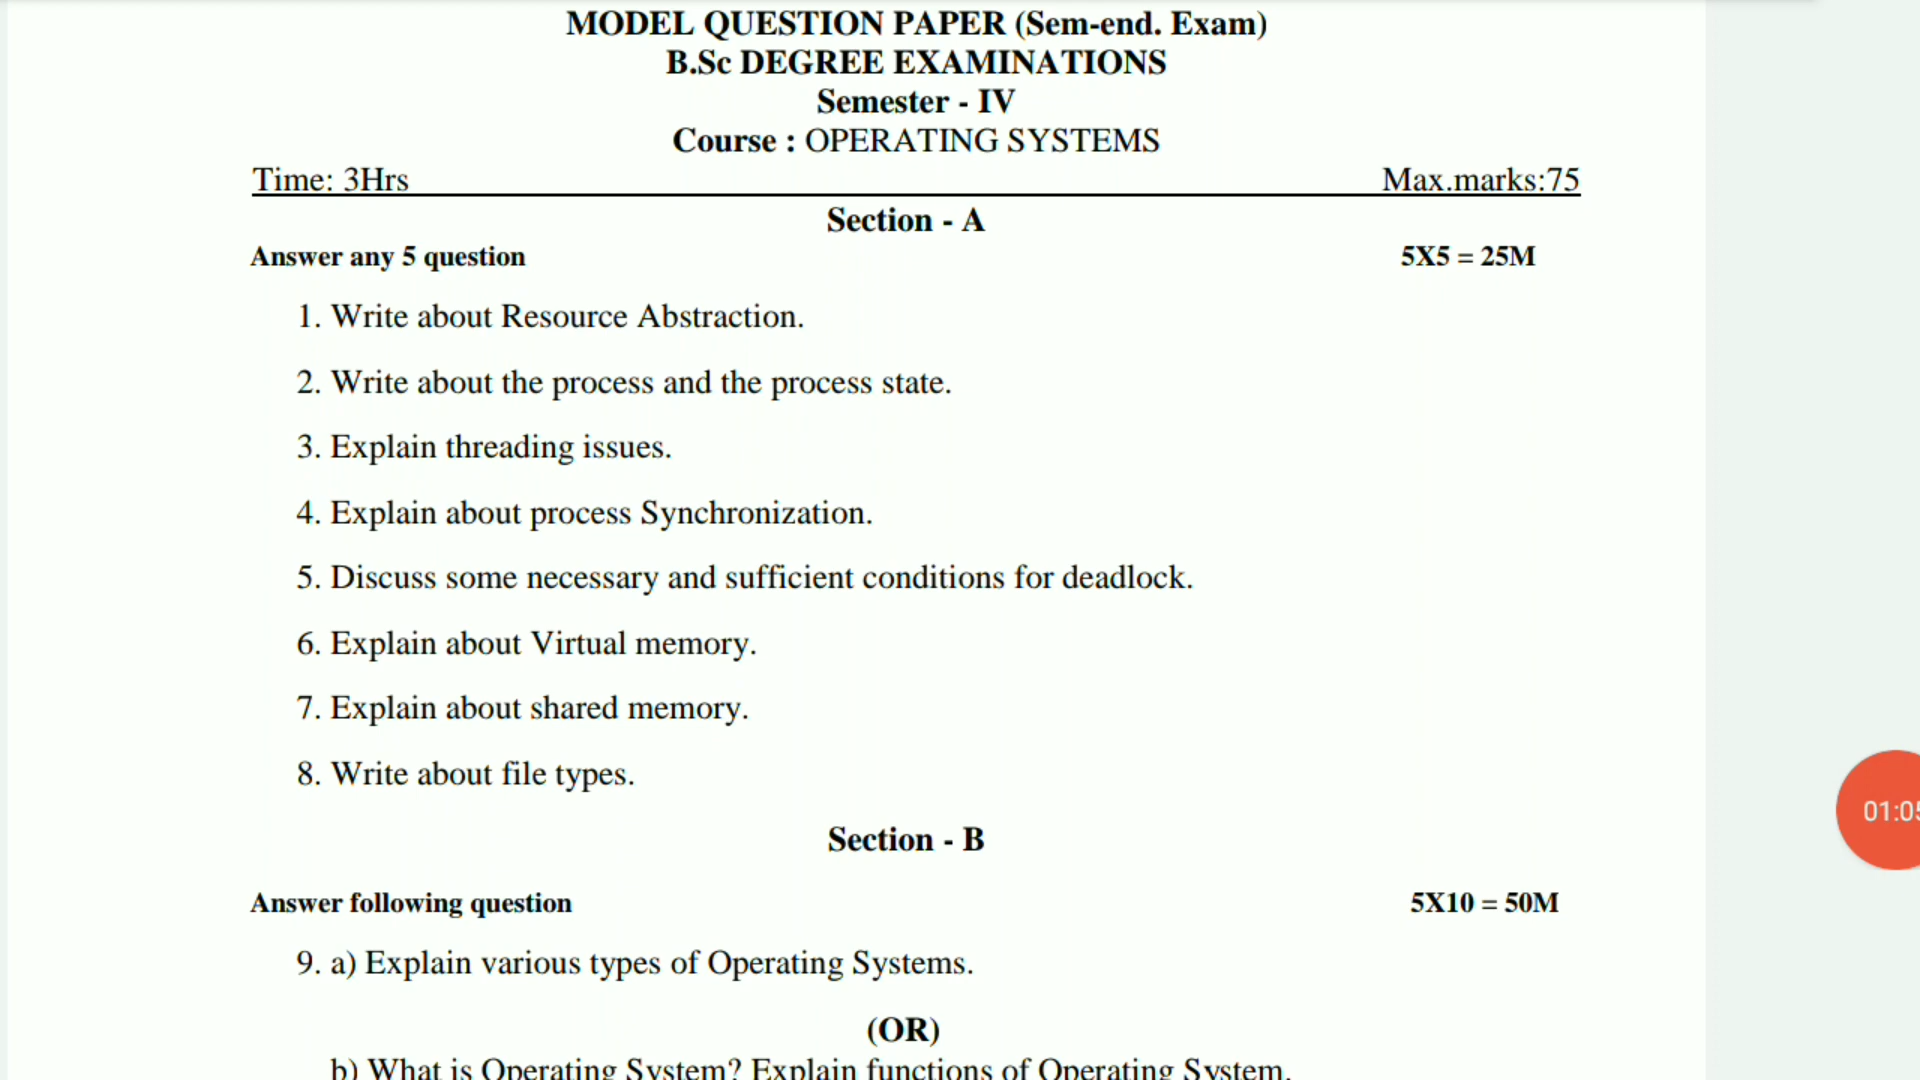 MODEL QUESTION PAPER (Sem-end. Exam)
B.Sc DEGREE EXAMINATIONS
Semester - IV
Course : OPERATING SYSTEMS
Time: 3Hrs Max.marks:75
Section - A
Answer any 5 question 5X5 = 25M
1. Write about Resource Abstraction.
2. Write about the process and the process state.
3. Explain threading issues.
4. Explain about process Synchronization.
5. Discuss some necessary and sufficient conditions for deadlock.
6. Explain about Virtual memory.
7. Explain about shared memory.
8. Write about file types.
Section - B
Answer following question 5X10 = 50M
9. a) Explain various types of Operating Systems.
(OR)
b) What is Operating System? Explain functions of Operating System.
01:05